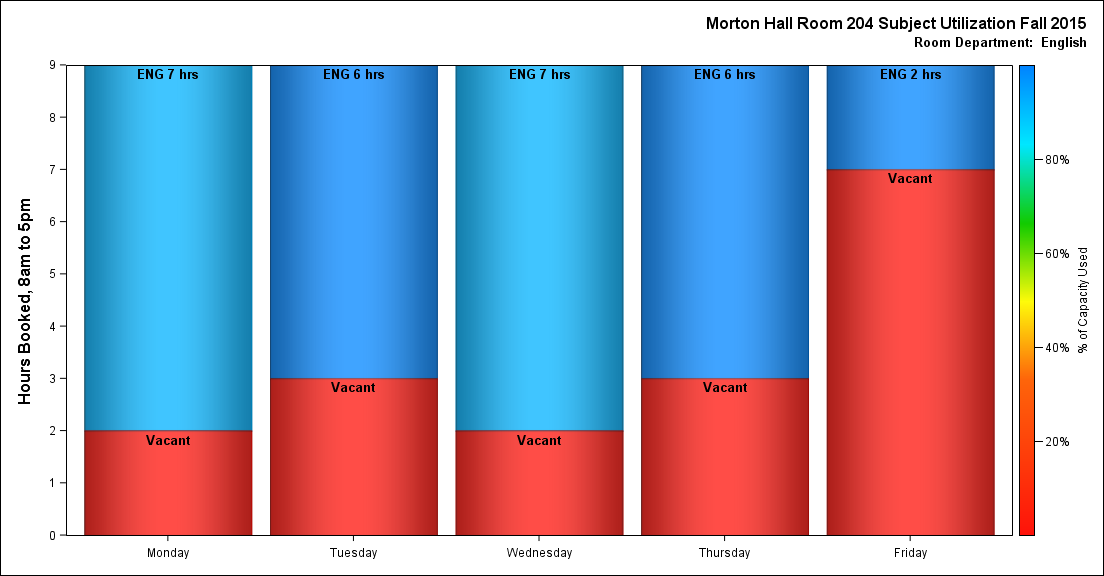 Morton Hall Room 204 Subject Utilization Fall 2015
Room Department: English
Hours Booked, 8am to 5pm
9
8
7
6
5
4
3
2
1
0
ENG 7 hrs
Vacant
ENG 6 hrs
Vacant
ENG 7 hrs
Vacant
ENG 6 hrs
Vacant
ENG 2 hrs
Vacant
Monday
Tuesday
Wednesday
Thursday
Friday
80%
60%
40%
20%
% of Capacity Used